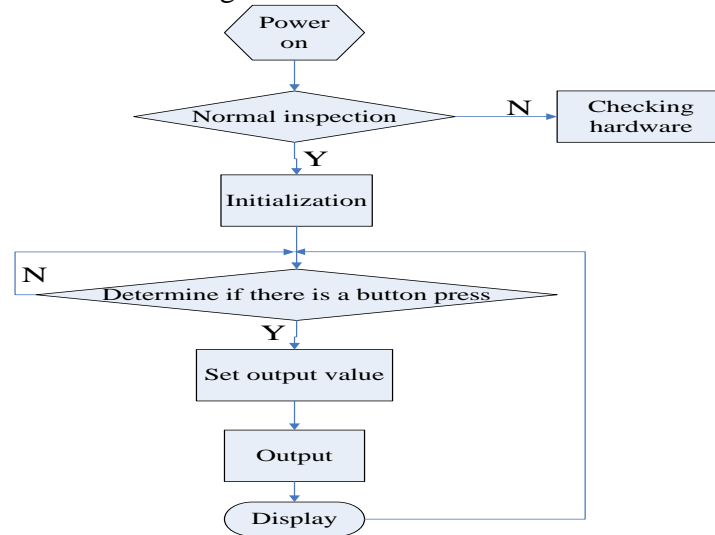 Power
on
Normal inspection
N
Checking
hardware
Y
Initialization
N
Determine if there is a button press
Y
Set output value
Output
Display